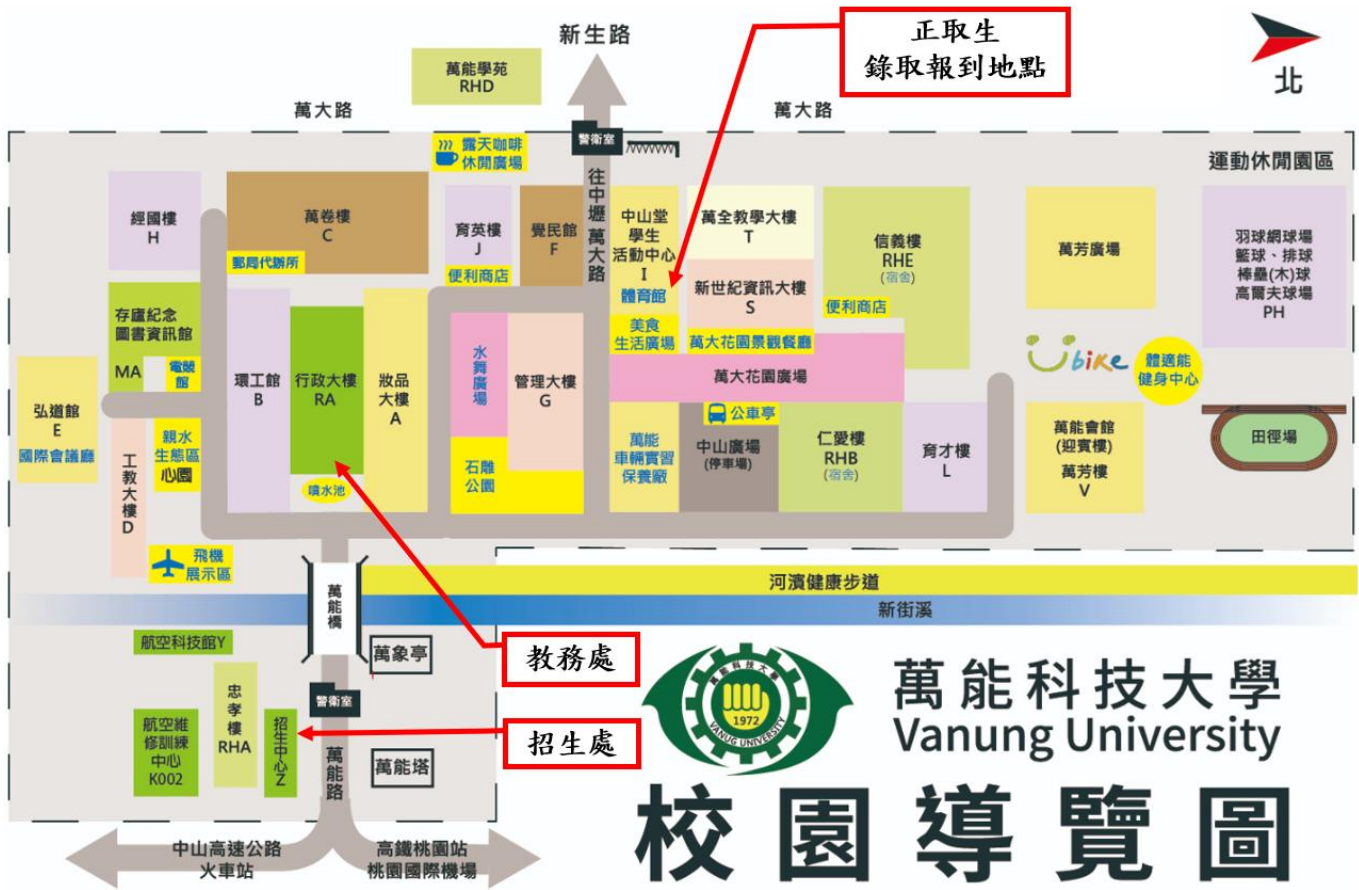 正取生
錄取報到地點
新生路
北
萬能學苑
RHD
萬大路
萬大路
警衛室
露天咖啡
休閒廣場
運動休閒園區
往中壢 萬大路
經國樓
H
萬卷樓
C
郵局代辦所
育英樓
J
便利商店
覺民館
F
中山堂
學生
活動中心
I
體育館
美食
生活廣場
萬全教學大樓
T
新世紀資訊大樓
S
萬大花園景觀餐廳
信義樓
RHE
(宿舍)
便利商店
萬芳廣場
羽球網球場
籃球、排球
棒壘(木)球
高爾夫球場
PH
存廬紀念
圖書資訊館
MA
電競
館
環工館
B
行政大樓
RA
噴水池
妝品
大樓
A
水舞廣場
管理大樓
G
石雕
公園
萬大花園廣場
Ubike
體適能
健身中心
弘道館
E
國際會議廳
工教大樓D
親水
生態區
心園
萬能
車輛實習
保養廠
公車亭
中山廣場
(停車場)
仁愛樓
RHB
(宿舍)
育才樓
L
萬能會館
(迎賓樓)
萬芳樓
V
田徑場
飛機
展示區
萬能橋
河濱健康步道
新街溪
航空科技館Y
萬象亭
教務處
警衛室
忠孝樓
RHA
航空維
修訓練
中心
K002
招生中心Z
招生處
萬能路
萬能塔
中山高速公路
火車站
高鐵桃園站
桃園國際機場
萬能科技大學
1972
VANUNG UNIVERSITY
萬能科技大學
Vanung University
校園導覽圖